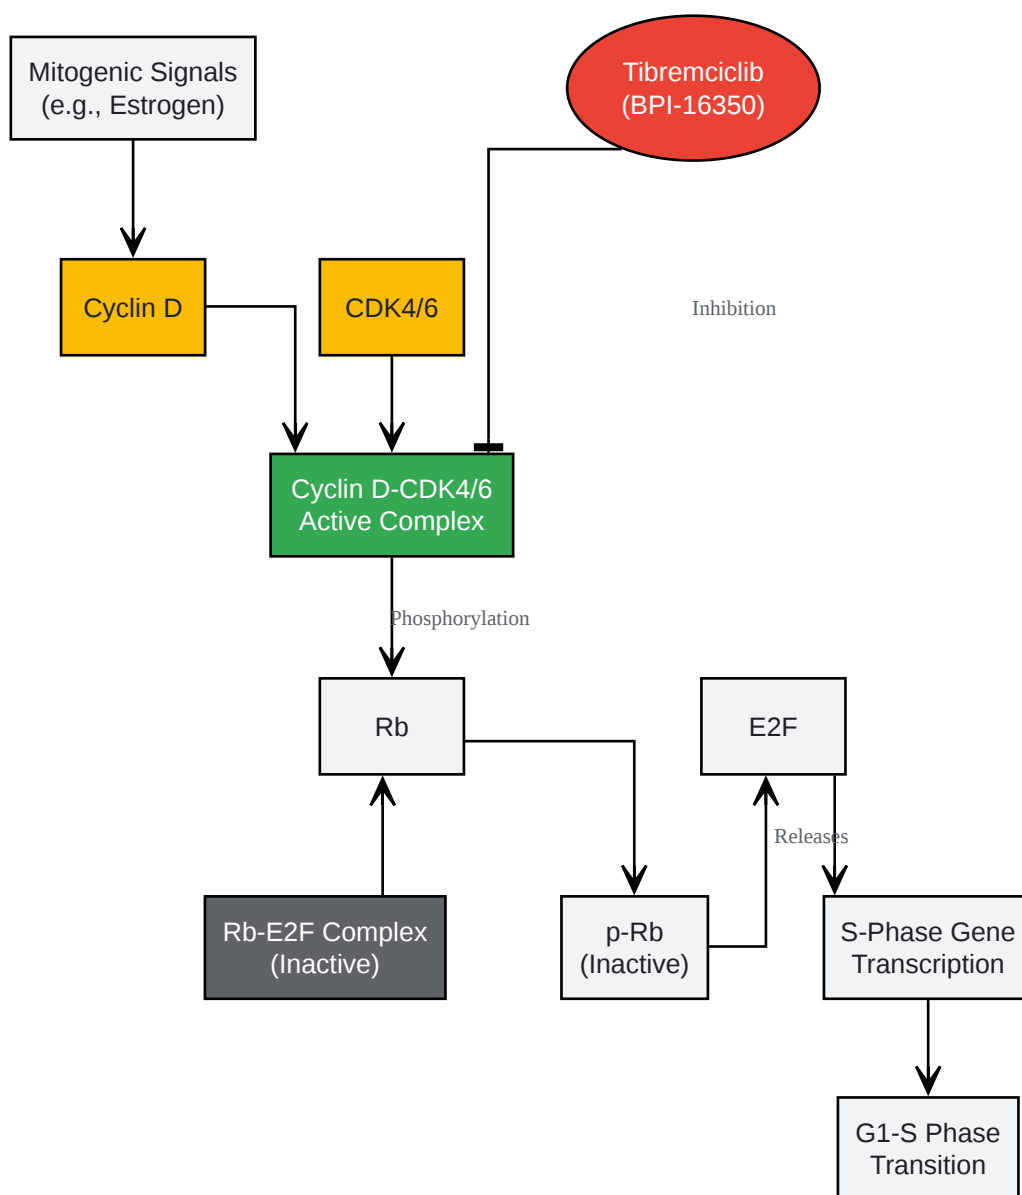 Mitogenic Signals
(e.g., Estrogen)
Tibremciclib
(BPI-16350)
Cyclin D
CDK4/6
Inhibition
Cyclin D-CDK4/6
Active Complex
Phosphorylation
Rb
E2F
Releases
Rb-E2F Complex
(Inactive)
p-Rb
(Inactive)
S-Phase Gene
Transcription
G1-S Phase
Transition